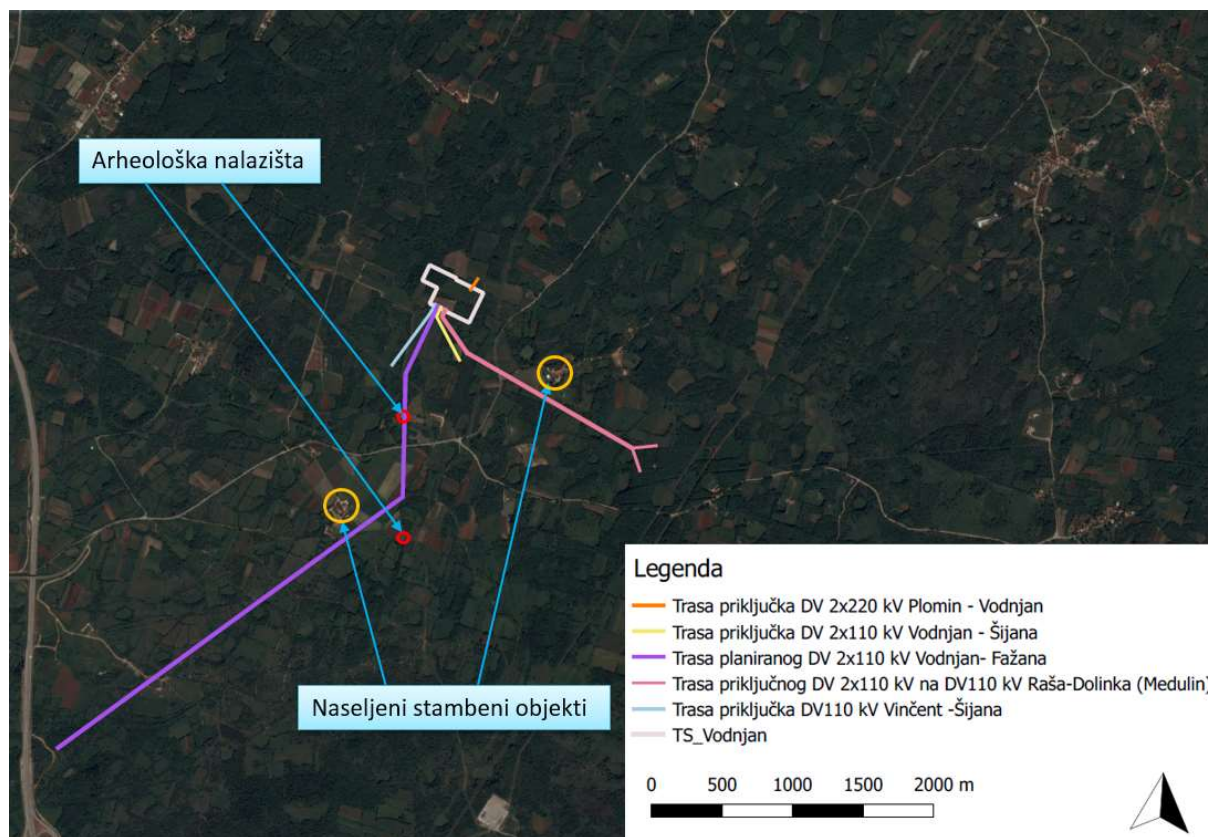 Arheološka nalazišta
Naseljeni stambeni objekti
Legenda
Trasa priključka DV 2x220 kV Plomin - Vodnjan
Trasa priključka DV 2x110 kV Vodnjan - Šijana
Trasa planiranog DV 2x110 kV Vodnjan- Fažana
Trasa priključnog DV 2x110 kV na DV110 kV Raša-Dolinka (Medulin)
Trasa priključka DV110 kV Vinčent -Šijana
TS_Vodnjan
0 500 1000 1500 2000 m